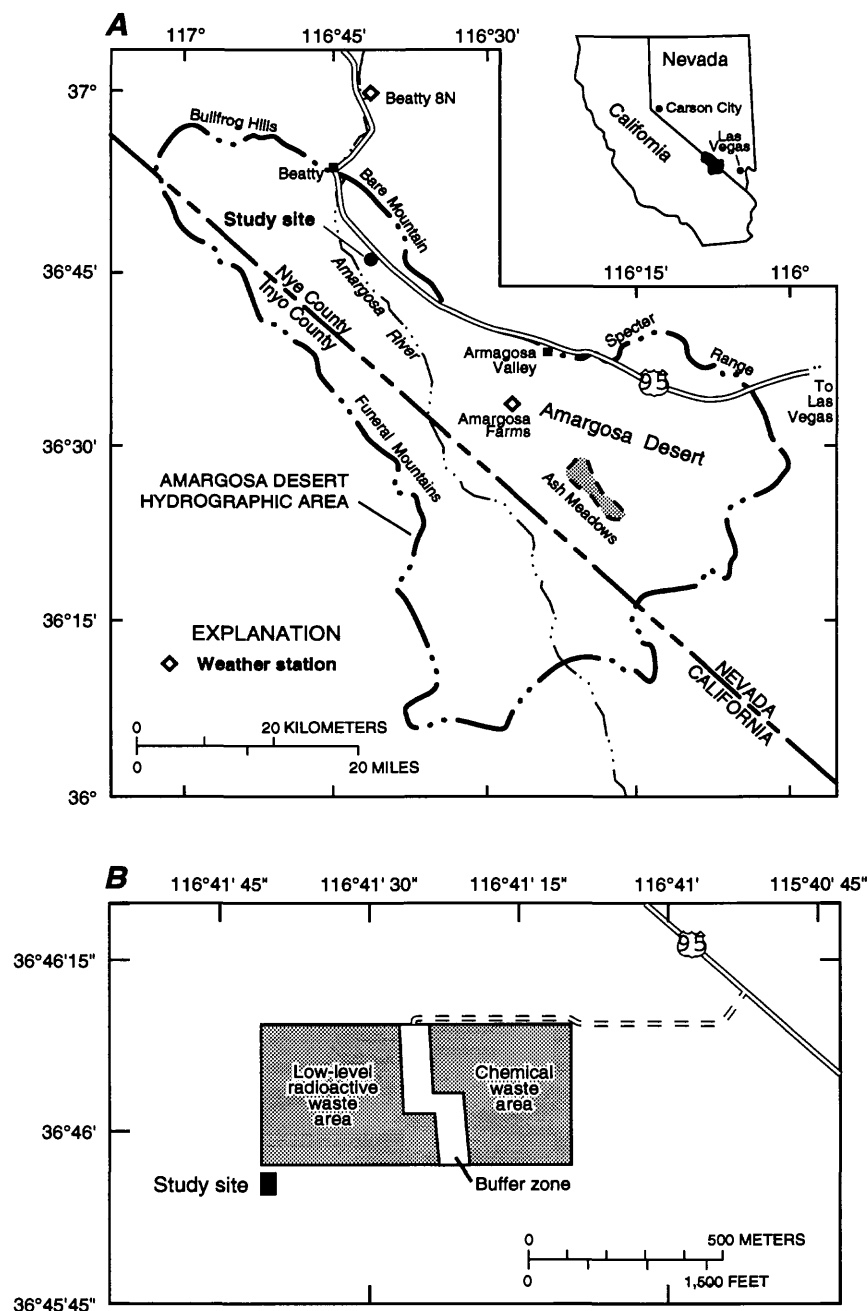 A
117°
116°45'
116°30'
37°
Beatty 8N
Bullfrog Hills
Beatty
Bare Mountain
Study site
36°45'
Nye County
Inyo County
Amargosa
River
Nevada
California
Carson City
Las
Vegas
116°15'
116°
Specter
Range
Armagosa
Valley
95
To
Las
Vegas
Amargosa
Farms
Amargosa Desert
36°30'
Funeral Mountains
AMARGOSA DESERT
HYDROGRAPHIC AREA
Ash Meadows
36°15'
EXPLANATION
Weather station
NEVADA
CALIFORNIA
0 20 KILOMETERS
0 20 MILES
36°
B
116°41' 45"
116°41' 30"
116°41' 15"
116°41'
115°40' 45"
36°46'15"
95
Low-level
radioactive
waste
area
Chemical
waste
area
36°46'
Study site
Buffer zone
0 500 METERS
0 1,500 FEET
36°45'45"